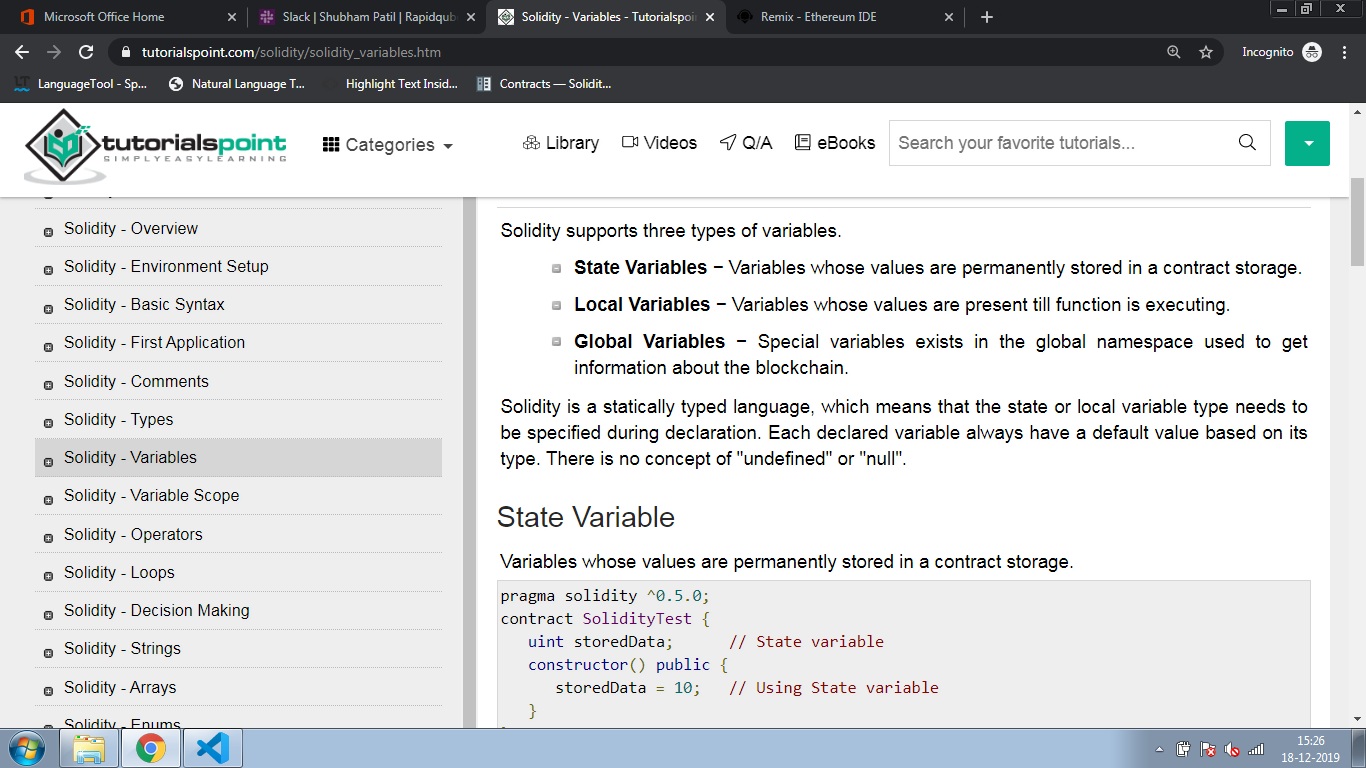 Microsoft Office Home
Slack | Shubham Patil | Rapidqub
Solidity - Variables - Tutorialspoi
Remix - Ethereum IDE
tutorialspoint.com/solidity/solidity_variables.htm
Incognito
LanguageTool - Sp...
Natural Language T...
Highlight Text Insid...
Contracts — Solidit...
tutorialspoint
SIMPLYEASYLEARNING
Categories
Library
Videos
Q/A
eBooks
Search your favorite tutorials...
Solidity - Overview
Solidity - Environment Setup
Solidity - Basic Syntax
Solidity - First Application
Solidity - Comments
Solidity - Types
Solidity - Variables
Solidity - Variable Scope
Solidity - Operators
Solidity - Loops
Solidity - Decision Making
Solidity - Strings
Solidity - Arrays
Solidity - Enums
Solidity supports three types of variables.
State Variables − Variables whose values are permanently stored in a contract storage.
Local Variables − Variables whose values are present till function is executing.
Global Variables − Special variables exists in the global namespace used to get
information about the blockchain.
Solidity is a statically typed language, which means that the state or local variable type needs to
be specified during declaration. Each declared variable always have a default value based on its
type. There is no concept of "undefined" or "null".
State Variable
Variables whose values are permanently stored in a contract storage.
pragma solidity ^0.5.0;
contract SolidityTest {
uint storedData; // State variable
constructor() public {
storedData = 10; // Using State variable
}
15:26
18-12-2019